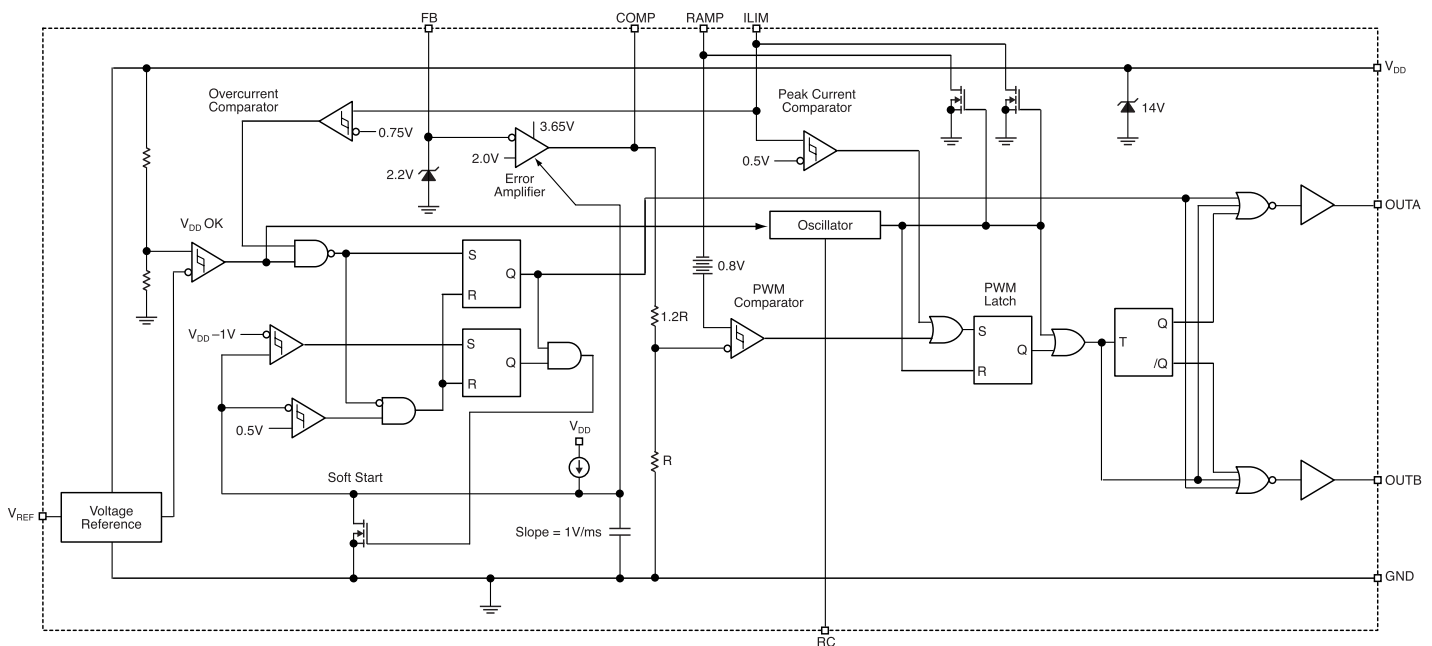 FB
COMP
RAMP
ILIM
VDD
Overcurrent
Comparator
Peak Current
Comparator
14V
0.75V
3.65V
2.0V
0.5V
2.2V
Error
Amplifier
VDD OK
Oscillator
OUTA
S
Q
R
0.8V
PWM
Comparator
PWM
Latch
1.2R
VDD –1V
S
Q
R
S
Q
R
Q
T
/Q
0.5V
VDD
R
Soft Start
OUTB
VREF
Voltage
Reference
Slope = 1V/ms
GND
RC